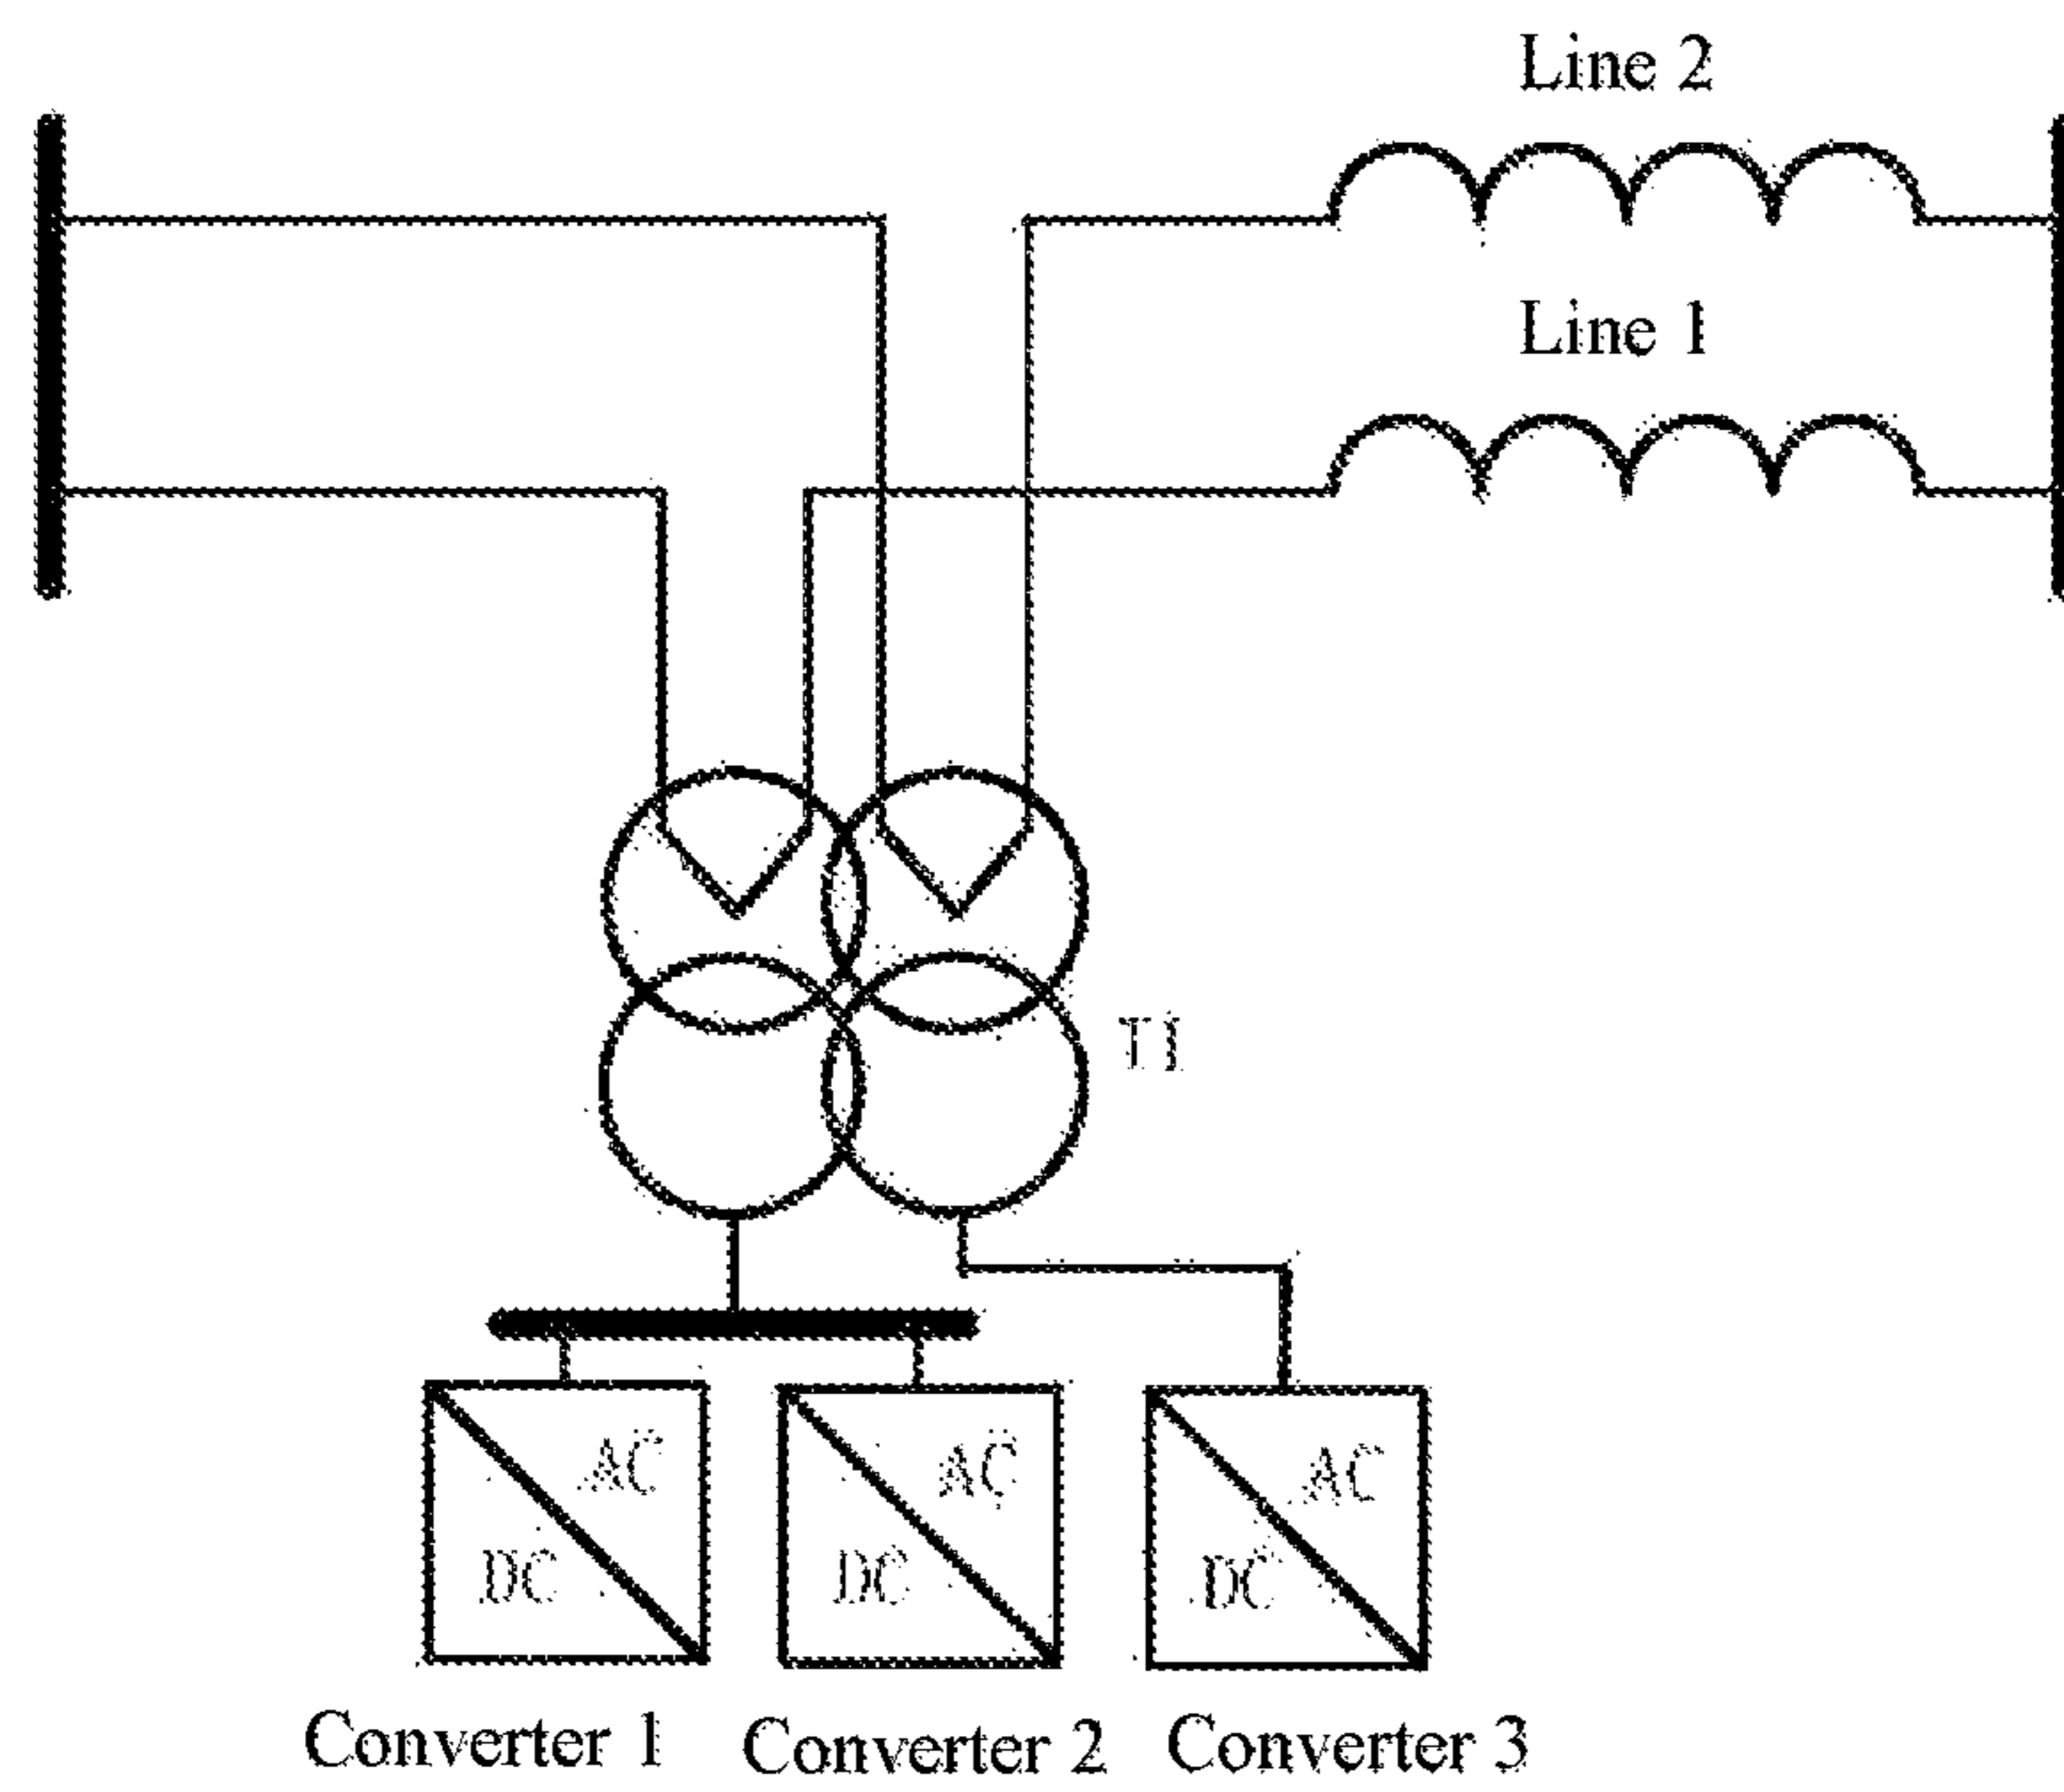 Line 2
Line 1
T1
AC
DC
AC
DC
AC
DC
Converter 1
Converter 2
Converter 3